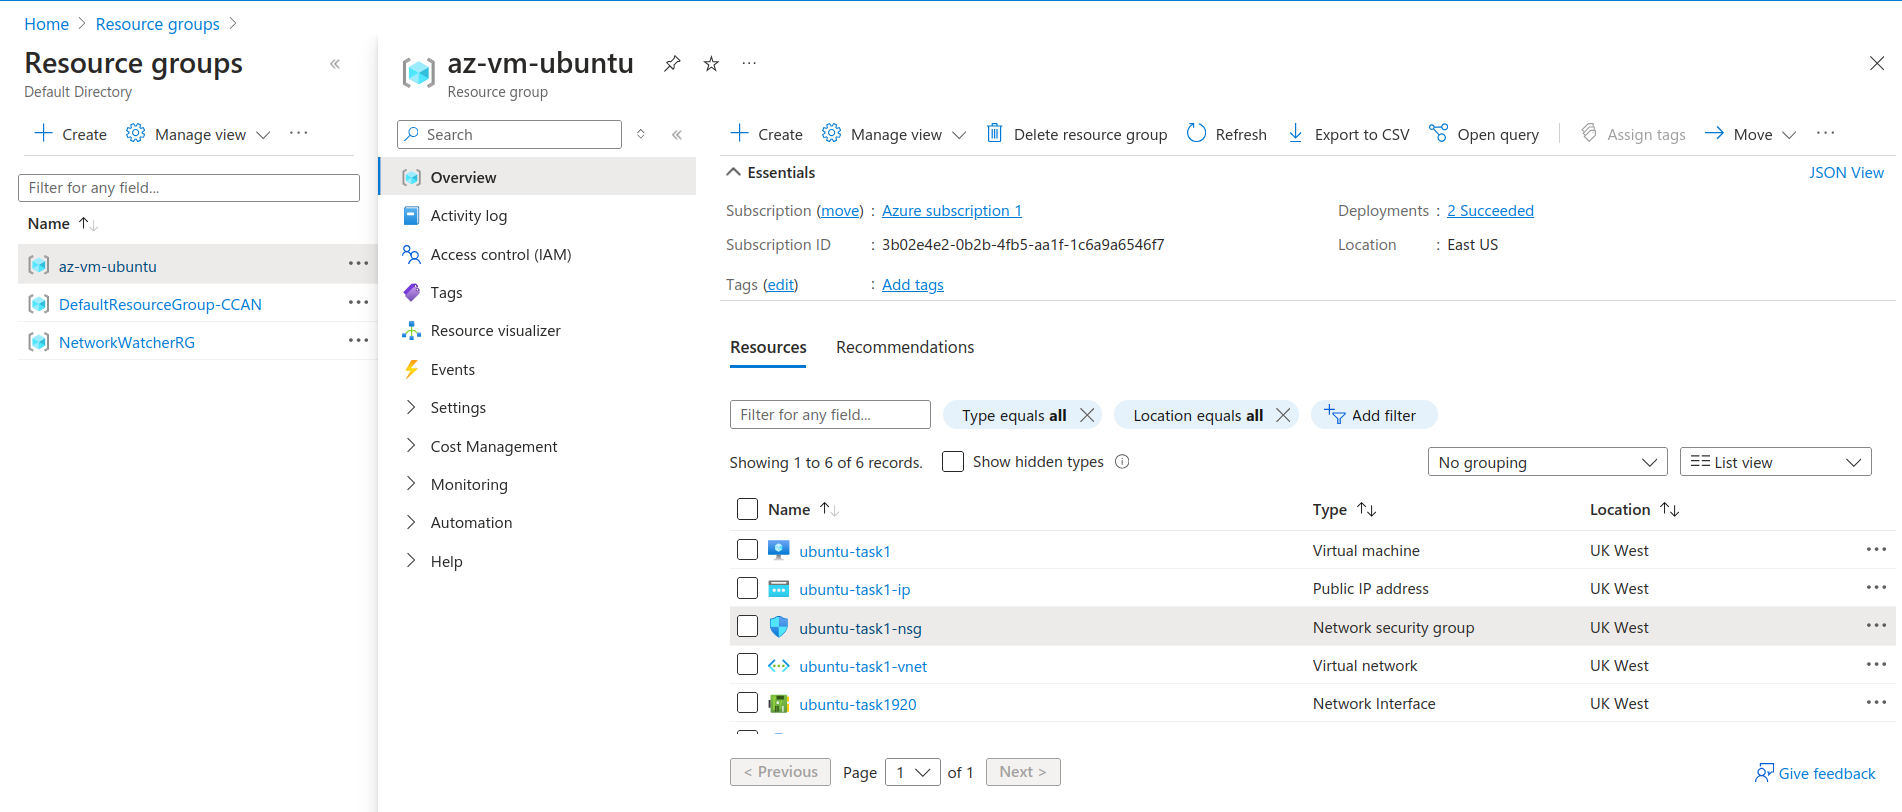 Home > Resource groups >
Resource groups «
Default Directory
Create Manage view ...
Filter for any field...
Name ↑↓
az-vm-ubuntu ...
DefaultResourceGroup-CCAN ...
NetworkWatcherRG ...
az-vm-ubuntu ...
Resource group
Search «
Overview
Activity log
Access control (IAM)
Tags
Resource visualizer
Events
Settings
Cost Management
Monitoring
Automation
Help
Create Manage view Delete resource group Refresh Export to CSV Open query Assign tags Move ...
Essentials JSON View
Subscription (move) : Azure subscription 1
Subscription ID : 3b02e4e2-0b2b-4fb5-aa1f-1c6a9a6546f7
Tags (edit) : Add tags
Deployments : 2 Succeeded
Location : East US
Resources Recommendations
Filter for any field... Type equals all Location equals all Add filter
Showing 1 to 6 of 6 records. Show hidden types No grouping List view
Name ↑↓ Type ↑↓ Location ↑↓
ubuntu-task1 Virtual machine UK West ...
ubuntu-task1-ip Public IP address UK West ...
ubuntu-task1-nsg Network security group UK West ...
ubuntu-task1-vnet Virtual network UK West ...
ubuntu-task1920 Network Interface UK West ...
< Previous Page 1 of 1 Next > Give feedback